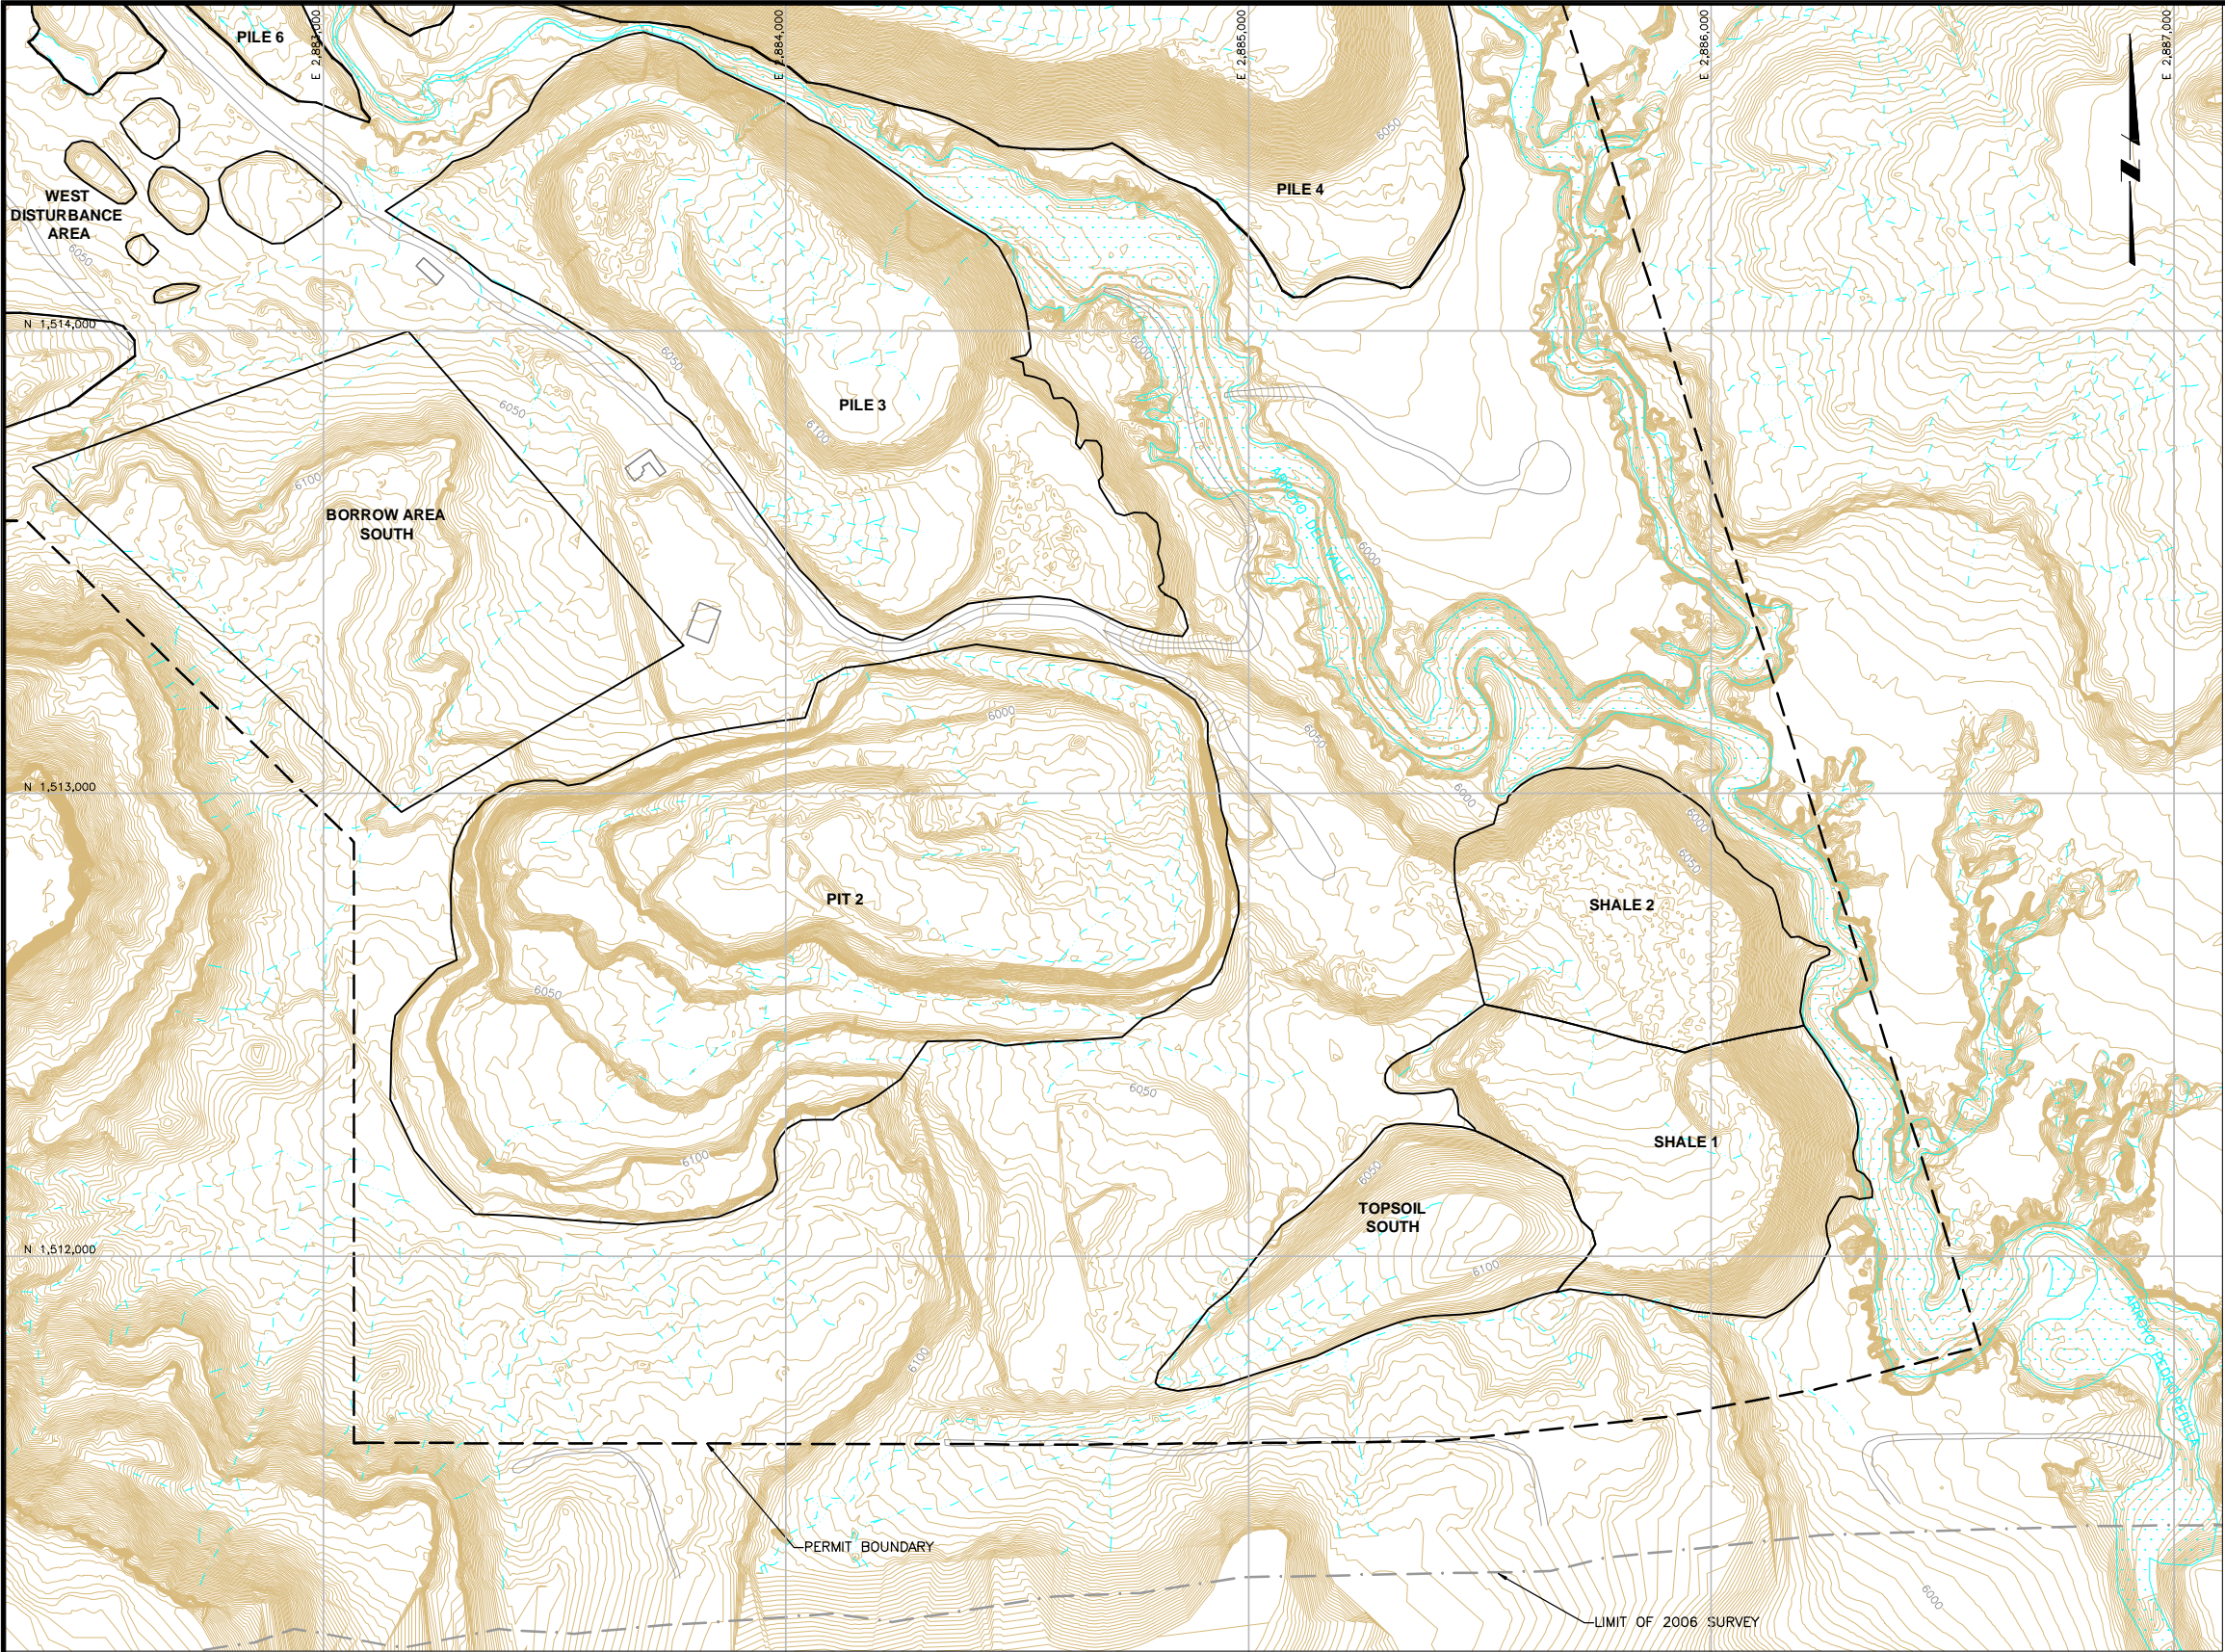 PILE 6
E 2,883,000
E 2,884,000
E 2,885,000
E 2,886,000
E 2,887,000
N
6050
PILE 4
WEST
DISTURBANCE
AREA
6050
N 1,514,000
6050
6000
6050
PILE 3
6100
6100
BORROW AREA
SOUTH
ARROYO DEL VALLE
6000
6000
6050
N 1,513,000
6000
6000
6050
PIT 2
SHALE 2
6050
6050
SHALE 1
6100
6050
TOPSOIL
SOUTH
N 1,512,000
6100
6100
ARROYO PEDRO PEDILLA
PERMIT BOUNDARY
6000
LIMIT OF 2006 SURVEY